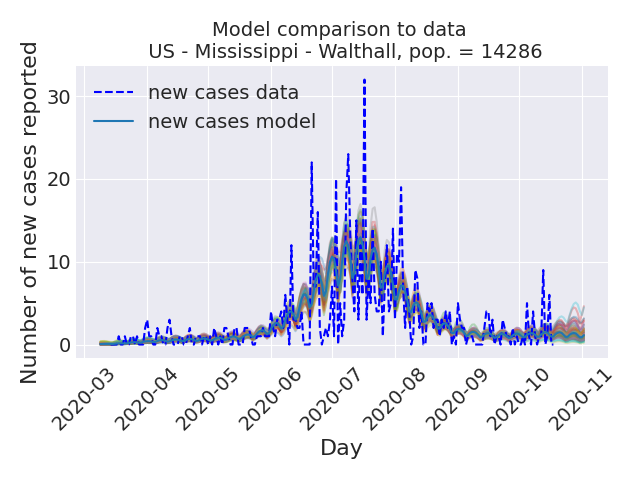 Model comparison to data
US - Mississippi - Walthall, pop. = 14286
Number of new cases reported
30
20
10
0
new cases data
new cases model
2020-03
2020-04
2020-05
2020-06
2020-07
2020-08
2020-09
2020-10
2020-11
Day